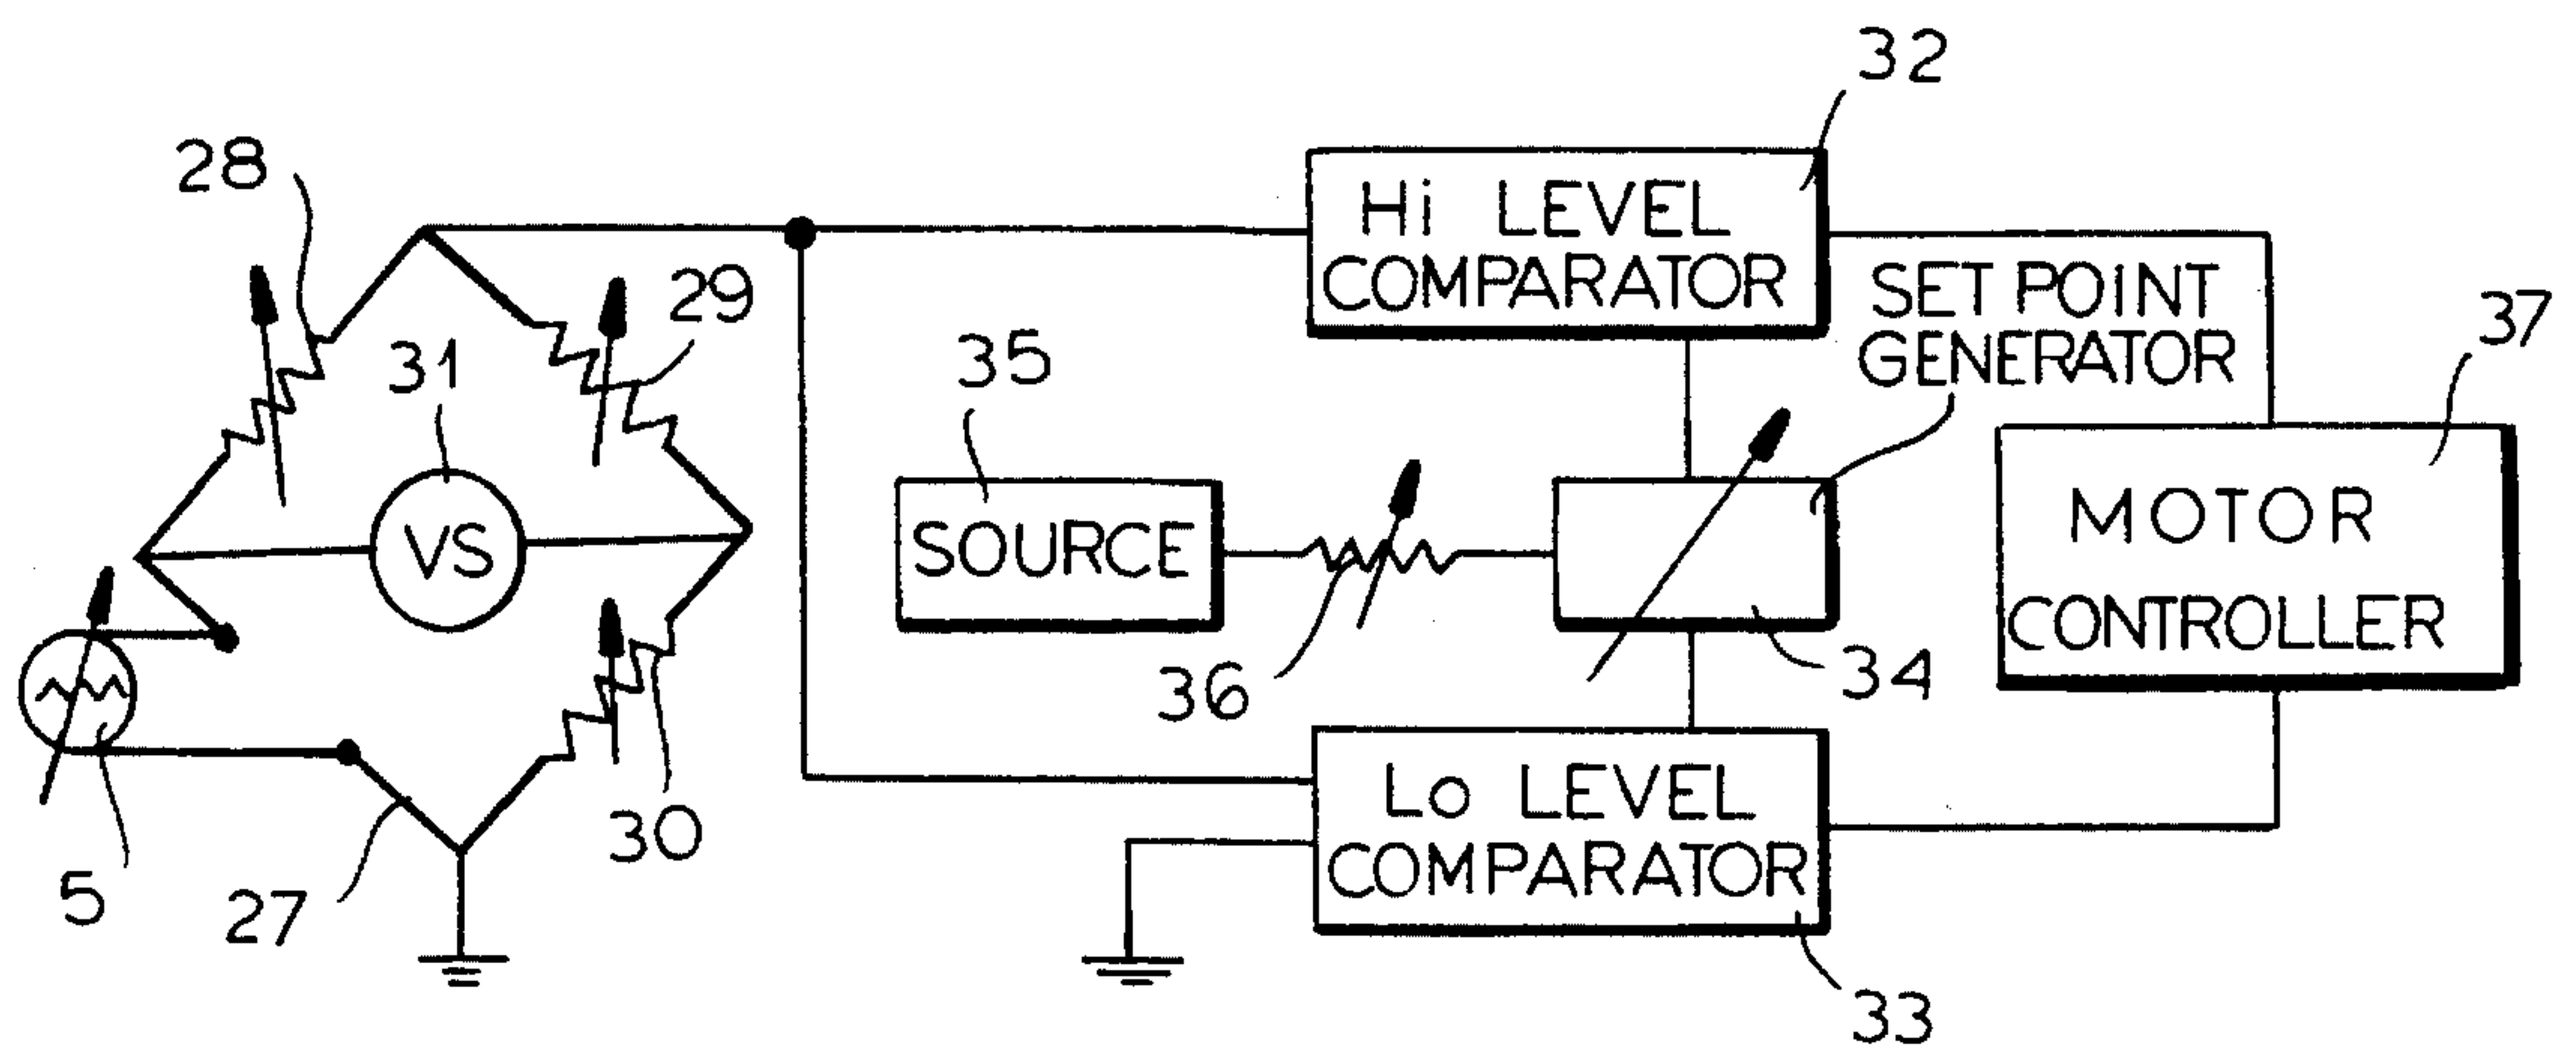 32
28
Hi LEVEL
COMPARATOR
29
SET POINT
GENERATOR
37
31
35
VS
SOURCE
MOTOR
CONTROLLER
36
34
5
27
30
Lo LEVEL
COMPARATOR
33